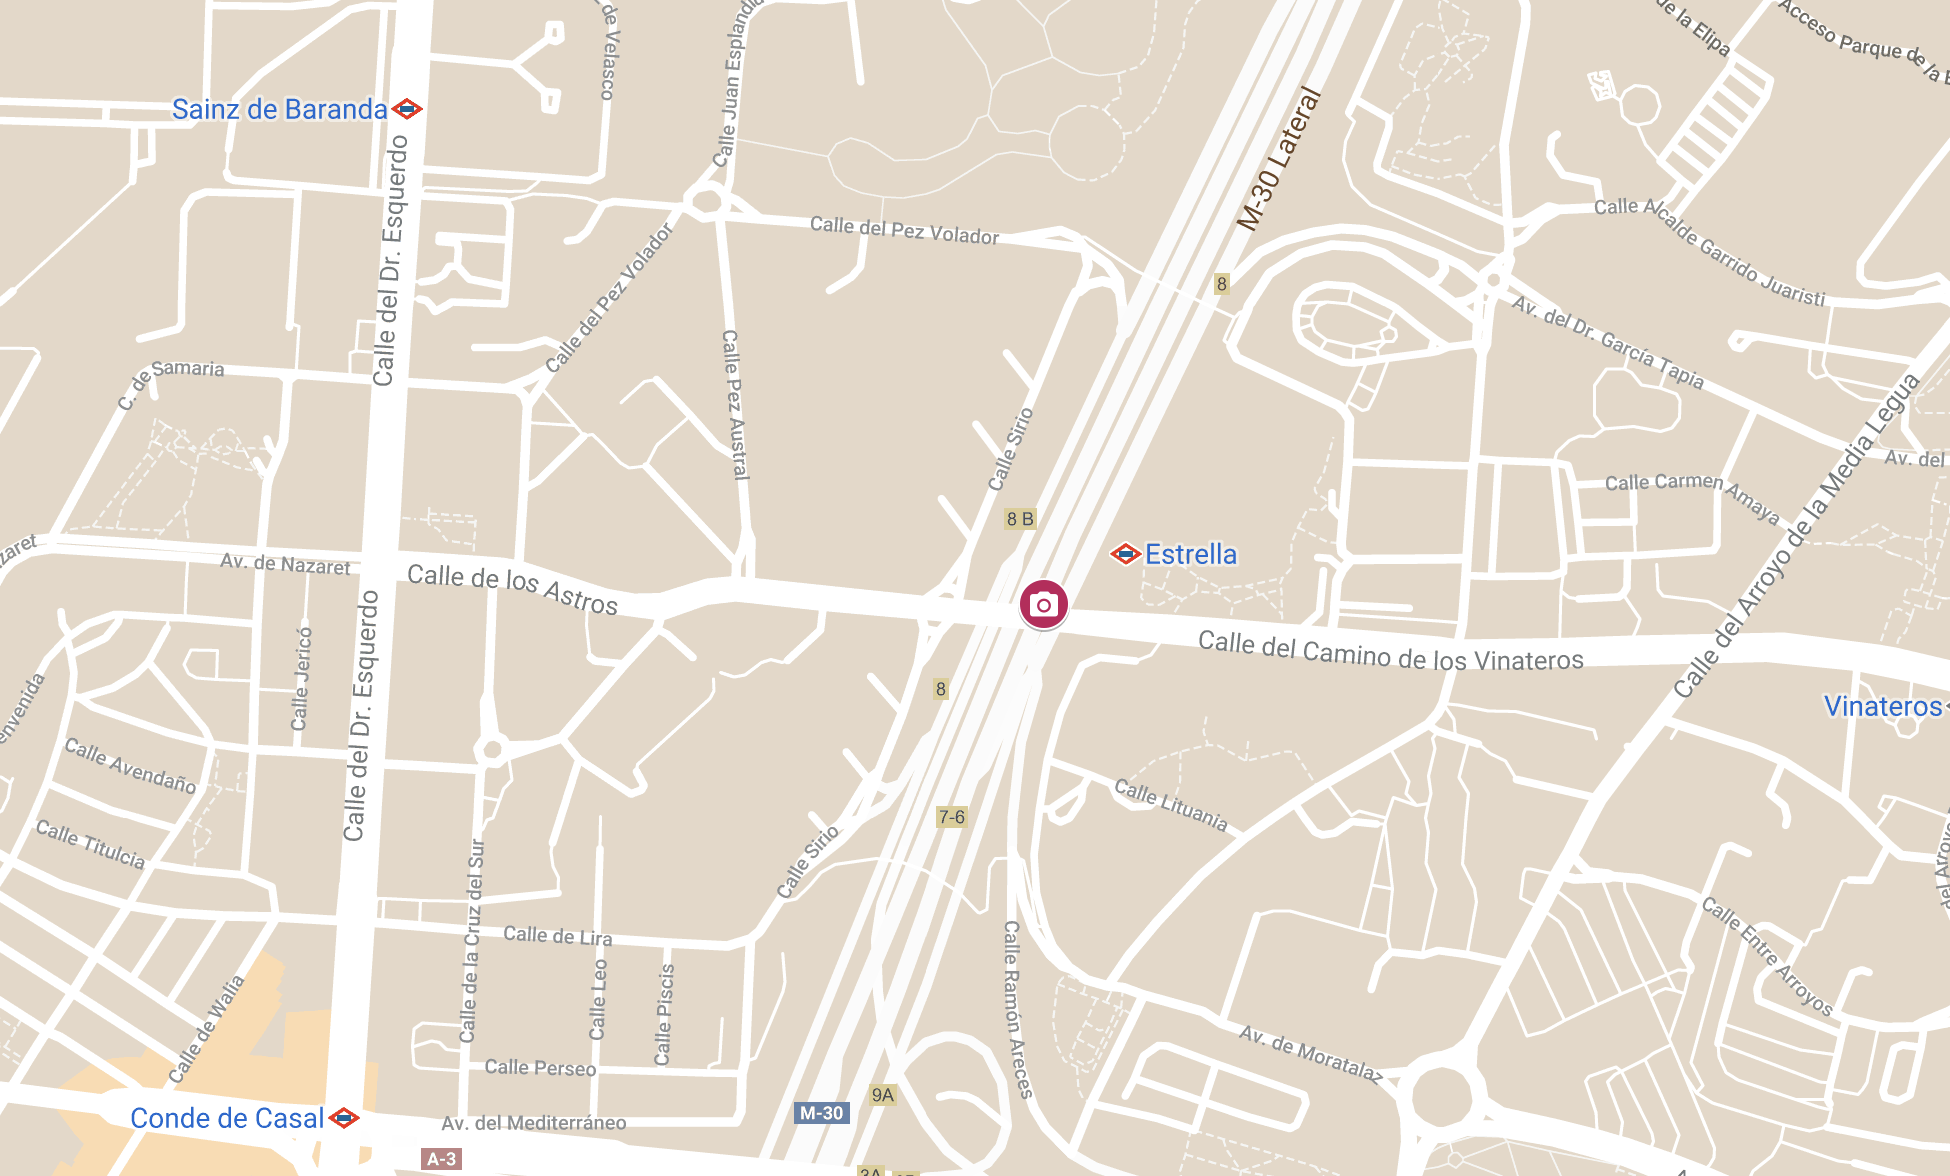 de Velasco
Calle Juan Esplandiú
de la Elipa
Acceso Parque de la E
Sainz de Baranda
M-30 Lateral
Calle del Dr. Esquerdo
Calle del Pez Volador
Calle Alcalde Garrido Juaristi
8
Av. del Dr. García Tapia
Calle del Pez Volador
C. de Samaria
Calle Pez Austral
Calle Sirio
Calle del Arroyo de la Media Legua
Av. del
Calle Carmen Amaya
8 B
Estrella
zaret
Av. de Nazaret
Calle de los Astros
Calle del Camino de los Vinateros
Calle Jericó
Calle del Dr. Esquerdo
envenida
8
Vinateros
Calle Avendaño
Calle Lituania
7-6
Calle Titulcia
Calle Sirio
Calle de la Cruz del Sur
Calle de Lira
Calle Entre Arroyos
del Arroyo
Calle de Walia
Calle Leo
Calle Piscis
Calle Ramón Areces
Av. de Moratalaz
Calle Perseo
9A
M-30
Conde de Casal
Av. del Mediterráneo
A-3
3A